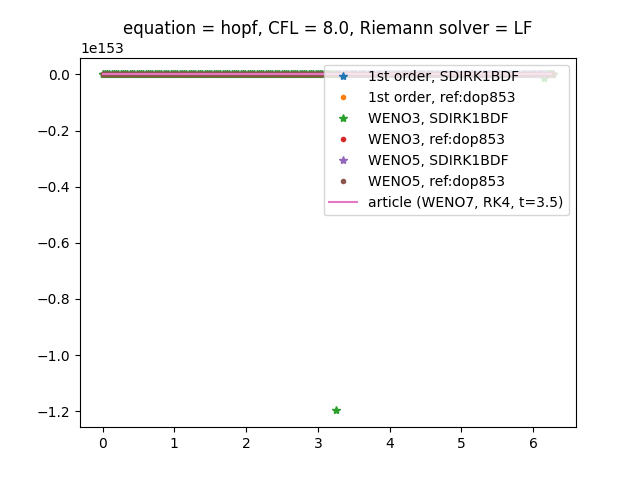 equation = hopf, CFL = 8.0, Riemann solver = LF
1e153
0.0
−0.2
−0.4
−0.6
−0.8
−1.0
−1.2
1st order, SDIRK1BDF
1st order, ref:dop853
WENO3, SDIRK1BDF
WENO3, ref:dop853
WENO5, SDIRK1BDF
WENO5, ref:dop853
article (WENO7, RK4, t=3.5)
0 1 2 3 4 5 6